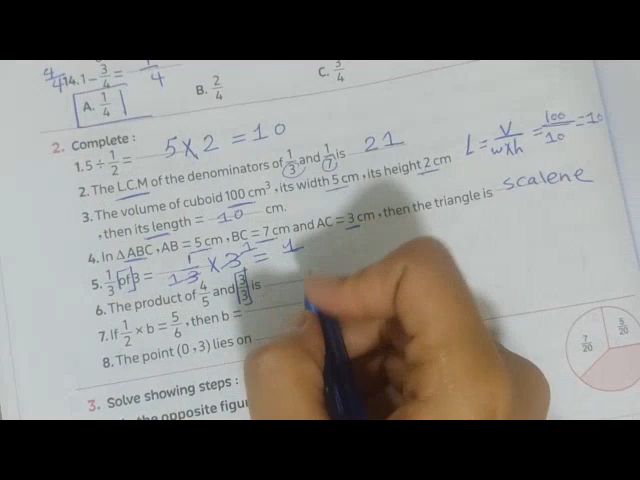 4/4 14. 1 − 3/4 = 1/4
A. 1/4 B. 2/4 C. 3/4
2. Complete :
1. 5 ÷ 1/2 = 5 x 2 = 10
2. The L.C.M of the denominators of 1/3 and 1/7 is 21
L = V/wxh = 100/10 = 10
3. The volume of cuboid 100 cm³ , its width 5 cm , its height 2 cm
, then its length = 10 cm.
4. In △ ABC , AB = 5 cm , BC = 7 cm and AC = 3 cm , then the triangle is scalene
5. 1/3 of 3 = 1/3 x 3 = 1
6. The product of 4/5 and 3/3 is
7. If 1/2 × b = 5/6 , then b =
8. The point (0 , 3) lies on
7/20 5/20
3. Solve showing steps :
the opposite figu